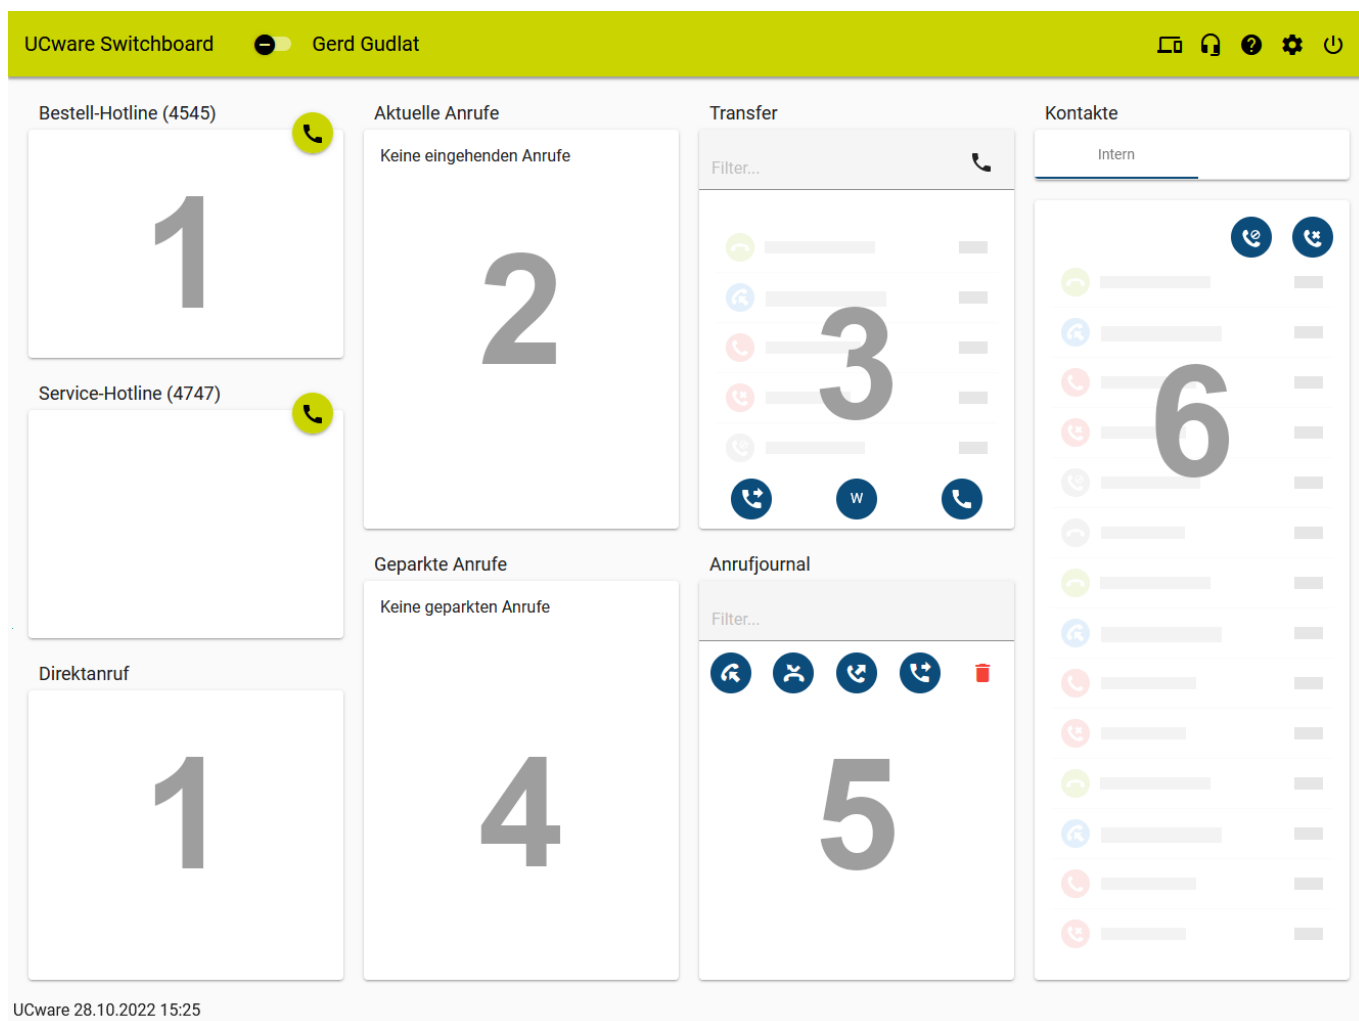 UCware Switchboard Gerd Gudlat
Bestell-Hotline (4545)
1
Service-Hotline (4747)
Direktanruf
1
Aktuelle Anrufe
Keine eingehenden Anrufe
2
Geparkte Anrufe
Keine geparkten Anrufe
4
Transfer
Filter...
3
W
Anrufjournal
Filter...
5
Kontakte
Intern
6
UCware 28.10.2022 15:25